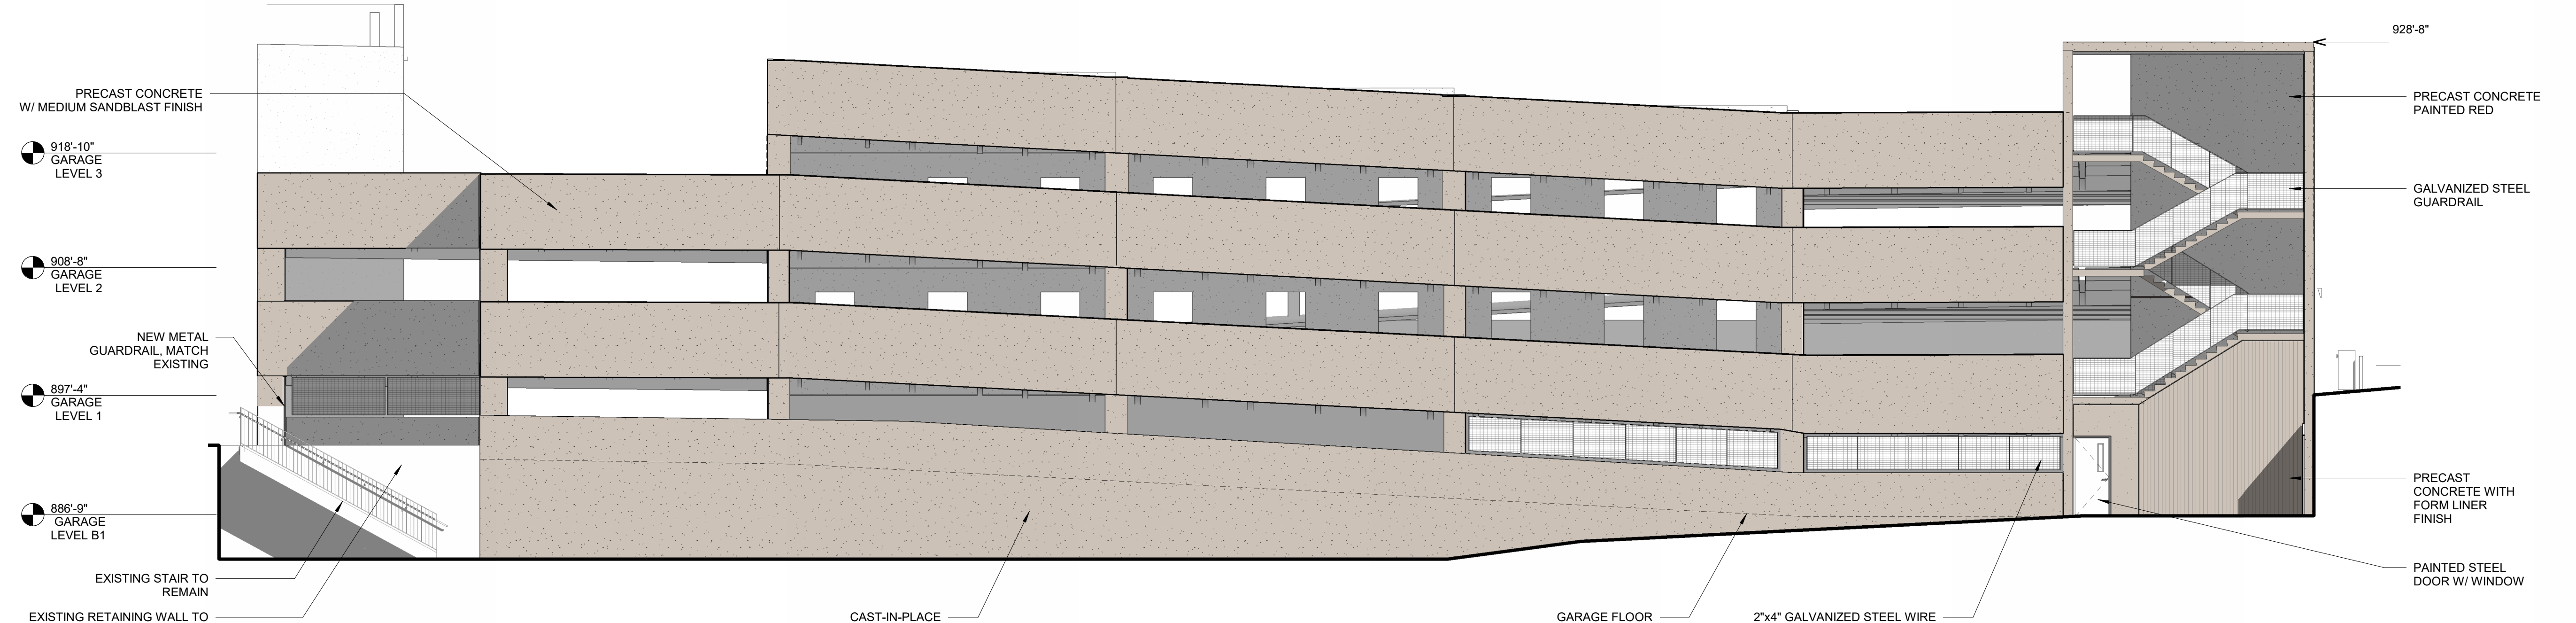 928'-8"
PRECAST CONCRETE
W/ MEDIUM SANDBLAST FINISH
PRECAST CONCRETE
PAINTED RED
918'-10"
GARAGE
LEVEL 3
GALVANIZED STEEL
GUARDRAIL
908'-8"
GARAGE
LEVEL 2
NEW METAL
GUARDRAIL, MATCH
EXISTING
897'-4"
GARAGE
LEVEL 1
PRECAST
CONCRETE WITH
FORM LINER
FINISH
886'-9"
GARAGE
LEVEL B1
EXISTING STAIR TO
REMAIN
PAINTED STEEL
DOOR W/ WINDOW
EXISTING RETAINING WALL TO
CAST-IN-PLACE
GARAGE FLOOR
2"x4" GALVANIZED STEEL WIRE